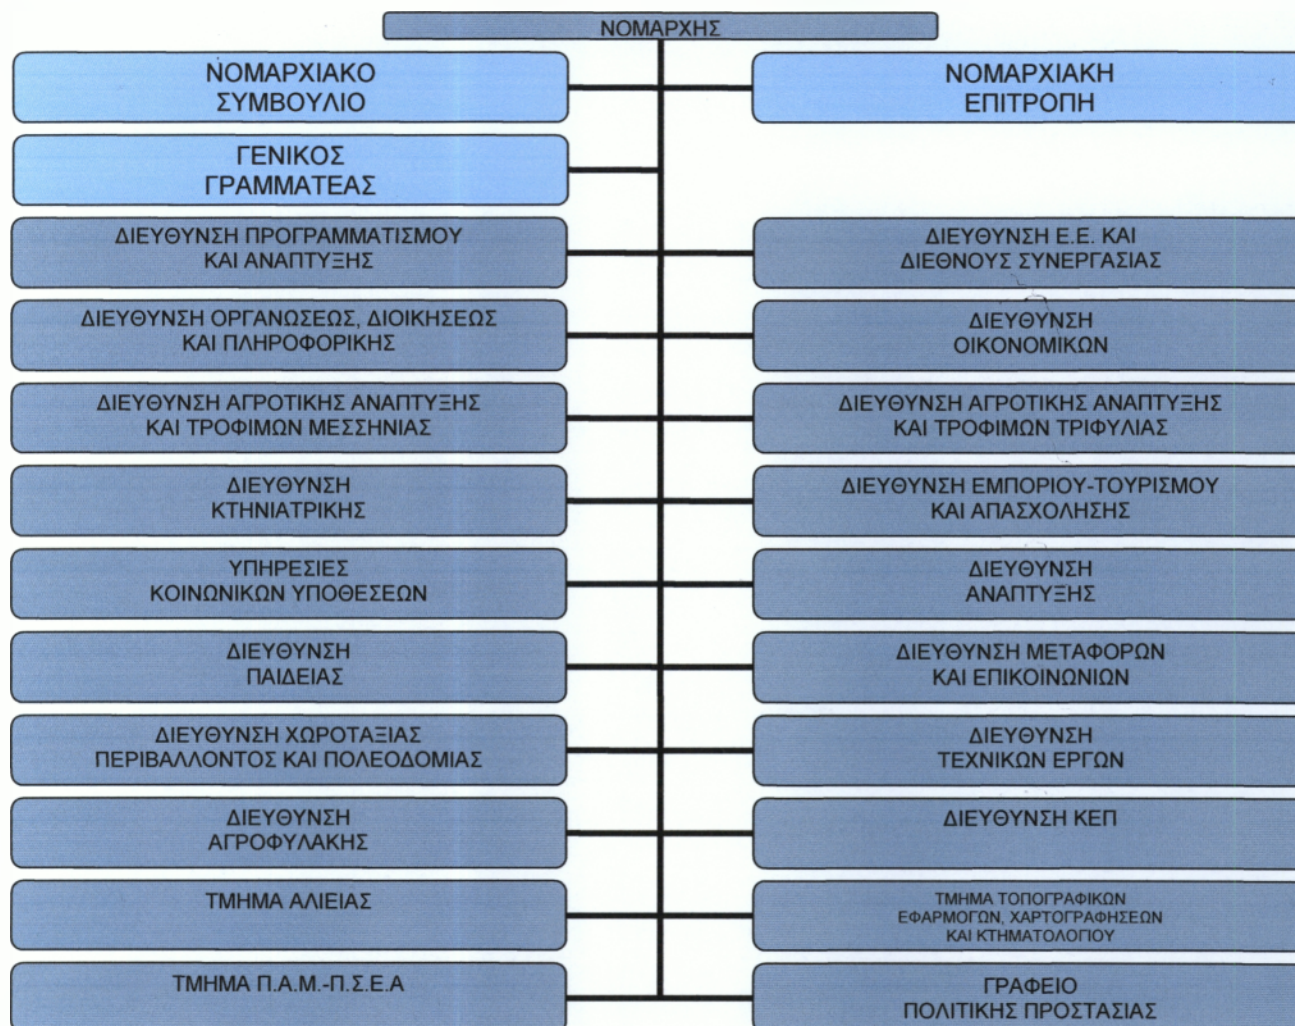 ΝΟΜΑΡΧΗΣ
ΝΟΜΑΡΧΙΑΚΟ
ΣΥΜΒΟΥΛΙΟ
ΝΟΜΑΡΧΙΑΚΗ
ΕΠΙΤΡΟΠΗ
ΓΕΝΙΚΟΣ
ΓΡΑΜΜΑΤΕΑΣ
ΔΙΕΥΘΥΝΣΗ ΠΡΟΓΡΑΜΜΑΤΙΣΜΟΥ
ΚΑΙ ΑΝΑΠΤΥΞΗΣ
ΔΙΕΥΘΥΝΣΗ Ε.Ε. ΚΑΙ
ΔΙΕΘΝΟΥΣ ΣΥΝΕΡΓΑΣΙΑΣ
ΔΙΕΥΘΥΝΣΗ ΟΡΓΑΝΩΣΕΩΣ, ΔΙΟΙΚΗΣΕΩΣ
ΚΑΙ ΠΛΗΡΟΦΟΡΙΚΗΣ
ΔΙΕΥΘΥΝΣΗ
ΟΙΚΟΝΟΜΙΚΩΝ
ΔΙΕΥΘΥΝΣΗ ΑΓΡΟΤΙΚΗΣ ΑΝΑΠΤΥΞΗΣ
ΚΑΙ ΤΡΟΦΙΜΩΝ ΜΕΣΣΗΝΙΑΣ
ΔΙΕΥΘΥΝΣΗ ΑΓΡΟΤΙΚΗΣ ΑΝΑΠΤΥΞΗΣ
ΚΑΙ ΤΡΟΦΙΜΩΝ ΤΡΙΦΥΛΙΑΣ
ΔΙΕΥΘΥΝΣΗ
ΚΤΗΝΙΑΤΡΙΚΗΣ
ΔΙΕΥΘΥΝΣΗ ΕΜΠΟΡΙΟΥ-ΤΟΥΡΙΣΜΟΥ
ΚΑΙ ΑΠΑΣΧΟΛΗΣΗΣ
ΥΠΗΡΕΣΙΕΣ
ΚΟΙΝΩΝΙΚΩΝ ΥΠΟΘΕΣΕΩΝ
ΔΙΕΥΘΥΝΣΗ
ΑΝΑΠΤΥΞΗΣ
ΔΙΕΥΘΥΝΣΗ
ΠΑΙΔΕΙΑΣ
ΔΙΕΥΘΥΝΣΗ ΜΕΤΑΦΟΡΩΝ
ΚΑΙ ΕΠΙΚΟΙΝΩΝΙΩΝ
ΔΙΕΥΘΥΝΣΗ ΧΩΡΟΤΑΞΙΑΣ
ΠΕΡΙΒΑΛΛΟΝΤΟΣ ΚΑΙ ΠΟΛΕΟΔΟΜΙΑΣ
ΔΙΕΥΘΥΝΣΗ
ΤΕΧΝΙΚΩΝ ΕΡΓΩΝ
ΔΙΕΥΘΥΝΣΗ
ΑΓΡΟΦΥΛΑΚΗΣ
ΔΙΕΥΘΥΝΣΗ ΚΕΠ
ΤΜΗΜΑ ΑΛΙΕΙΑΣ
ΤΜΗΜΑ ΤΟΠΟΓΡΑΦΙΚΩΝ
ΕΦΑΡΜΟΓΩΝ, ΧΑΡΤΟΓΡΑΦΗΣΕΩΝ
ΚΑΙ ΚΤΗΜΑΤΟΛΟΓΙΟΥ
ΤΜΗΜΑ Π.Α.Μ.-Π.Σ.Ε.Α
ΓΡΑΦΕΙΟ
ΠΟΛΙΤΙΚΗΣ ΠΡΟΣΤΑΣΙΑΣ